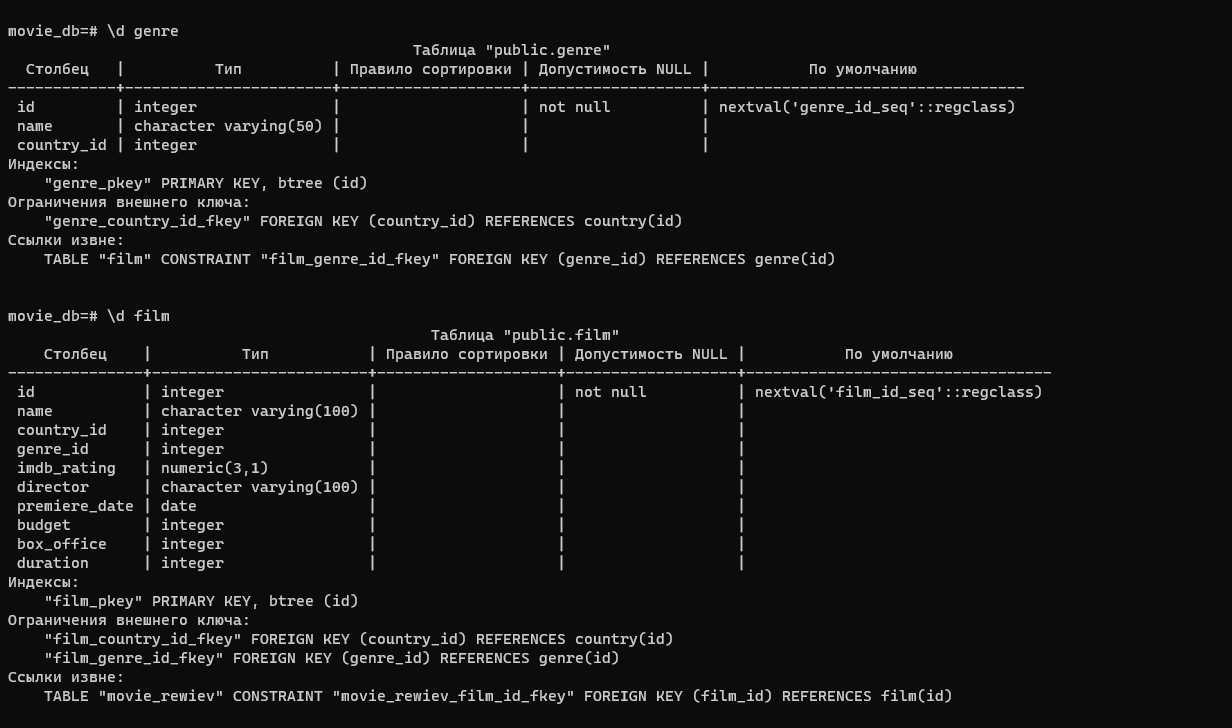 movie_db=# \d genre
Таблица "public.genre"
Столбец | Тип | Правило сортировки | Допустимость NULL | По умолчанию
------------+-----------------------+--------------------+-------------------+-----------------------------------
id | integer | | not null | nextval('genre_id_seq'::regclass)
name | character varying(50) | | |
country_id | integer | | |
Индексы:
"genre_pkey" PRIMARY KEY, btree (id)
Ограничения внешнего ключа:
"genre_country_id_fkey" FOREIGN KEY (country_id) REFERENCES country(id)
Ссылки извне:
TABLE "film" CONSTRAINT "film_genre_id_fkey" FOREIGN KEY (genre_id) REFERENCES genre(id)
movie_db=# \d film
Таблица "public.film"
Столбец | Тип | Правило сортировки | Допустимость NULL | По умолчанию
---------------+------------------------+--------------------+-------------------+----------------------------------
id | integer | | not null | nextval('film_id_seq'::regclass)
name | character varying(100) | | |
country_id | integer | | |
genre_id | integer | | |
imdb_rating | numeric(3,1) | | |
director | character varying(100) | | |
premiere_date | date | | |
budget | integer | | |
box_office | integer | | |
duration | integer | | |
Индексы:
"film_pkey" PRIMARY KEY, btree (id)
Ограничения внешнего ключа:
"film_country_id_fkey" FOREIGN KEY (country_id) REFERENCES country(id)
"film_genre_id_fkey" FOREIGN KEY (genre_id) REFERENCES genre(id)
Ссылки извне:
TABLE "movie_rewiev" CONSTRAINT "movie_rewiev_film_id_fkey" FOREIGN KEY (film_id) REFERENCES film(id)